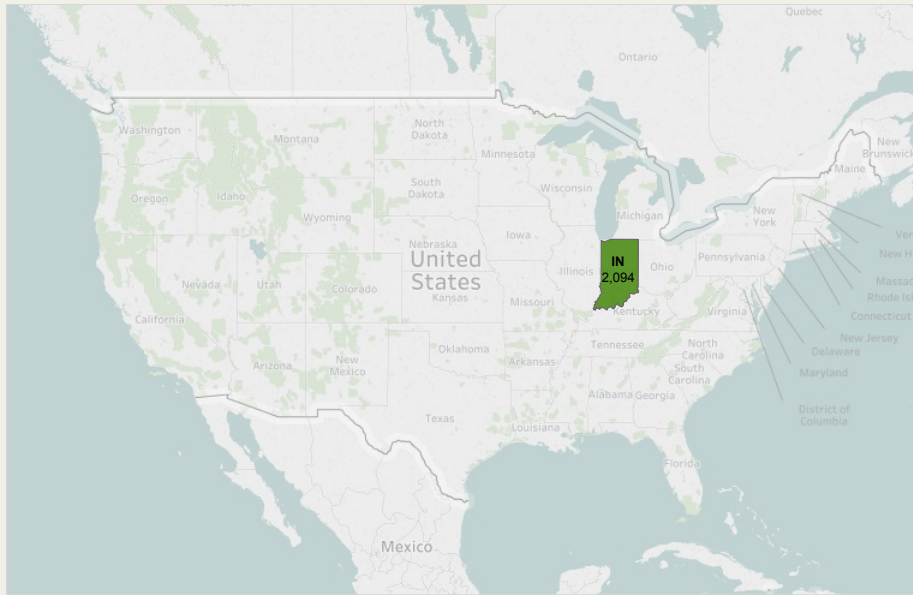 Quebec
Ontario
Washington
Montana
North
Dakota
Minnesota
New
Brunswick
Maine
Oregon
Idaho
South
Dakota
Wisconsin
Michigan
New
York
Wyoming
Iowa
Nebraska
Pennsylvania
United
States
Illinois
IN
2,094
Ohio
Nevada
Utah
Colorado
Kansas
Missouri
Kentucky
Virginia
California
Ver
New H
Massac
Rhode Isl
Connecticut
New Jersey
Delaware
Maryland
District of
Columbia
Oklahoma
Tennessee
North
Carolina
Arizona
New
Mexico
Arkansas
South
Carolina
Alabama
Georgia
Texas
Louisiana
Florida
Mexico